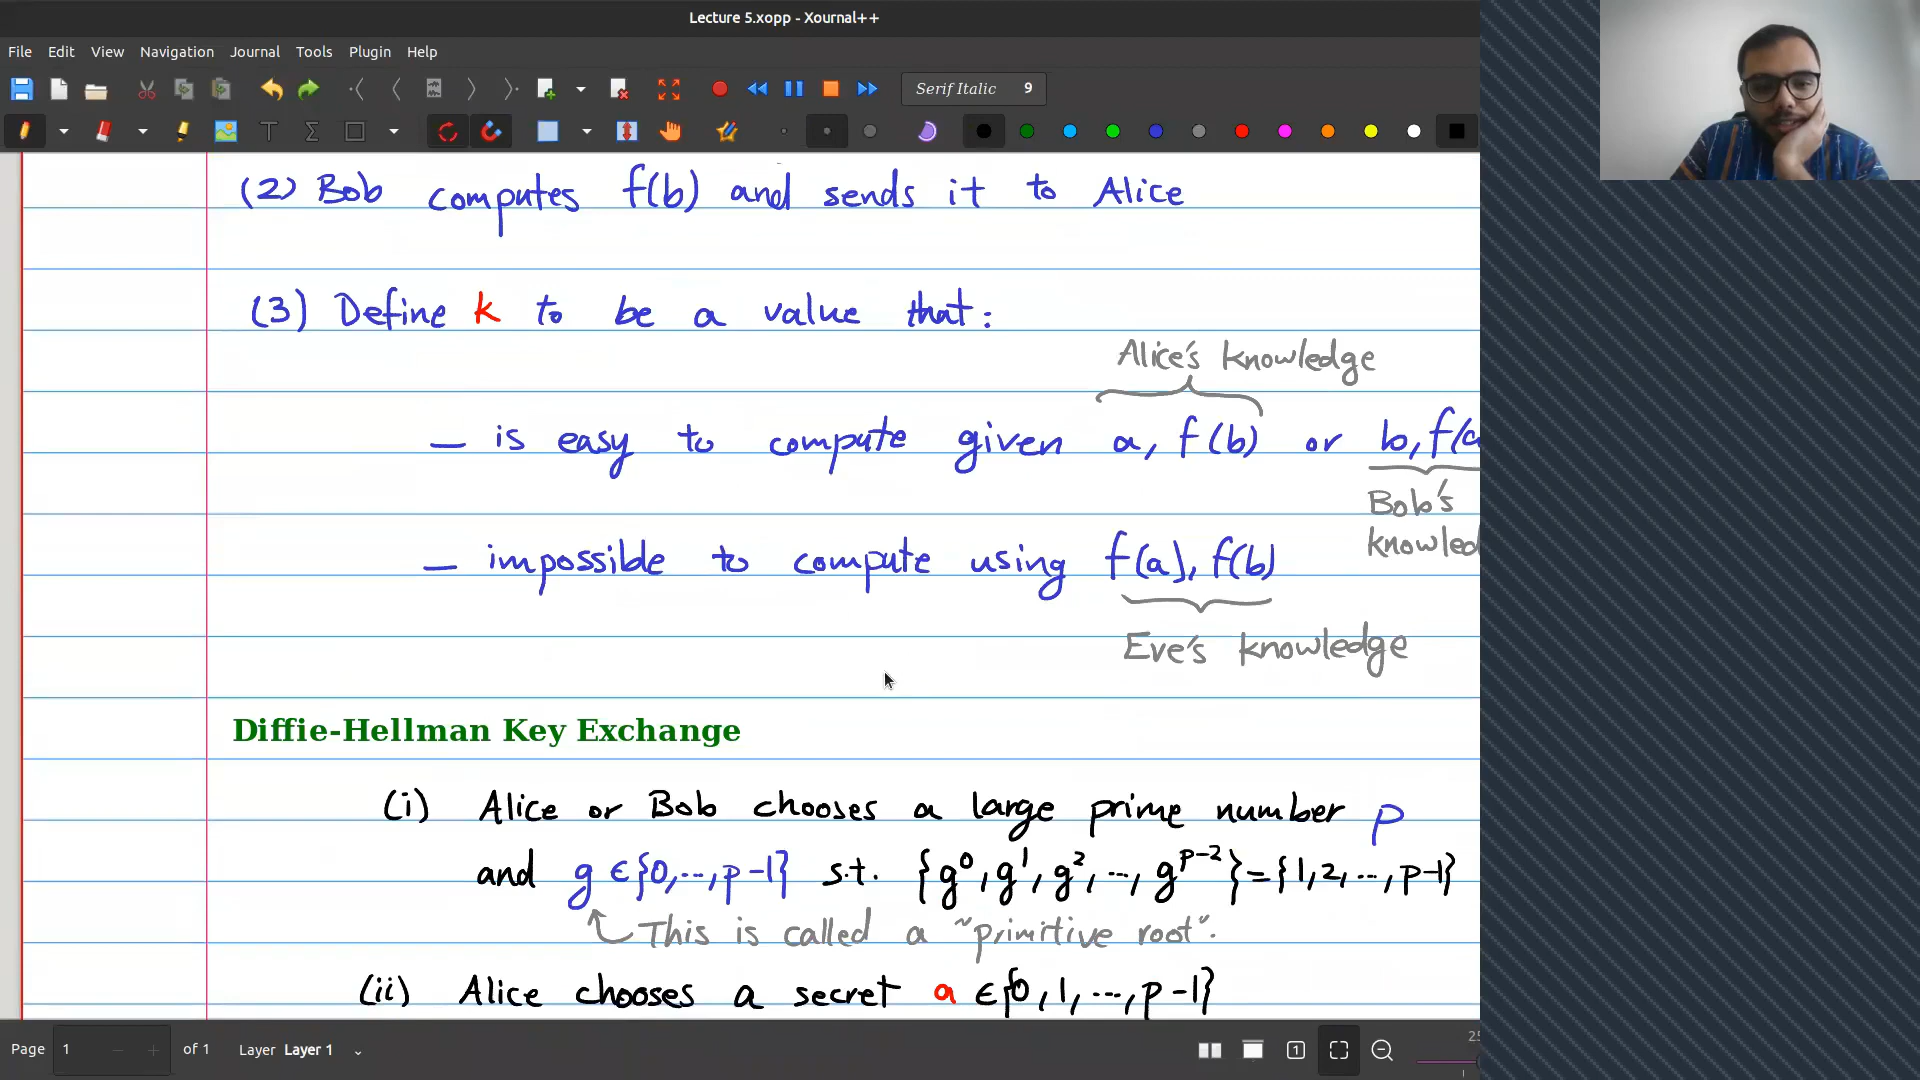 Lecture 5.xopp - Xournal++
File Edit View Navigation Journal Tools Plugin Help
Serif Italic 9
(2) Bob computes f(b) and sends it to Alice
(3) Define k to be a value that:
Alice's knowledge
— is easy to compute given a, f(b) or b, f(a
Bob's
knowled
— impossible to compute using f(a), f(b)
Eve's knowledge
Diffie-Hellman Key Exchange
(i) Alice or Bob chooses a large prime number p
and g ∈ {0, .., p-1} s.t. {g⁰, g¹, g², .., g^{p-2}} = {1, 2, .., p-1}
This is called a "primitive root".
(ii) Alice chooses a secret a ∈ {0, 1, .., p-1}
Page 1 of 1 Layer Layer 1